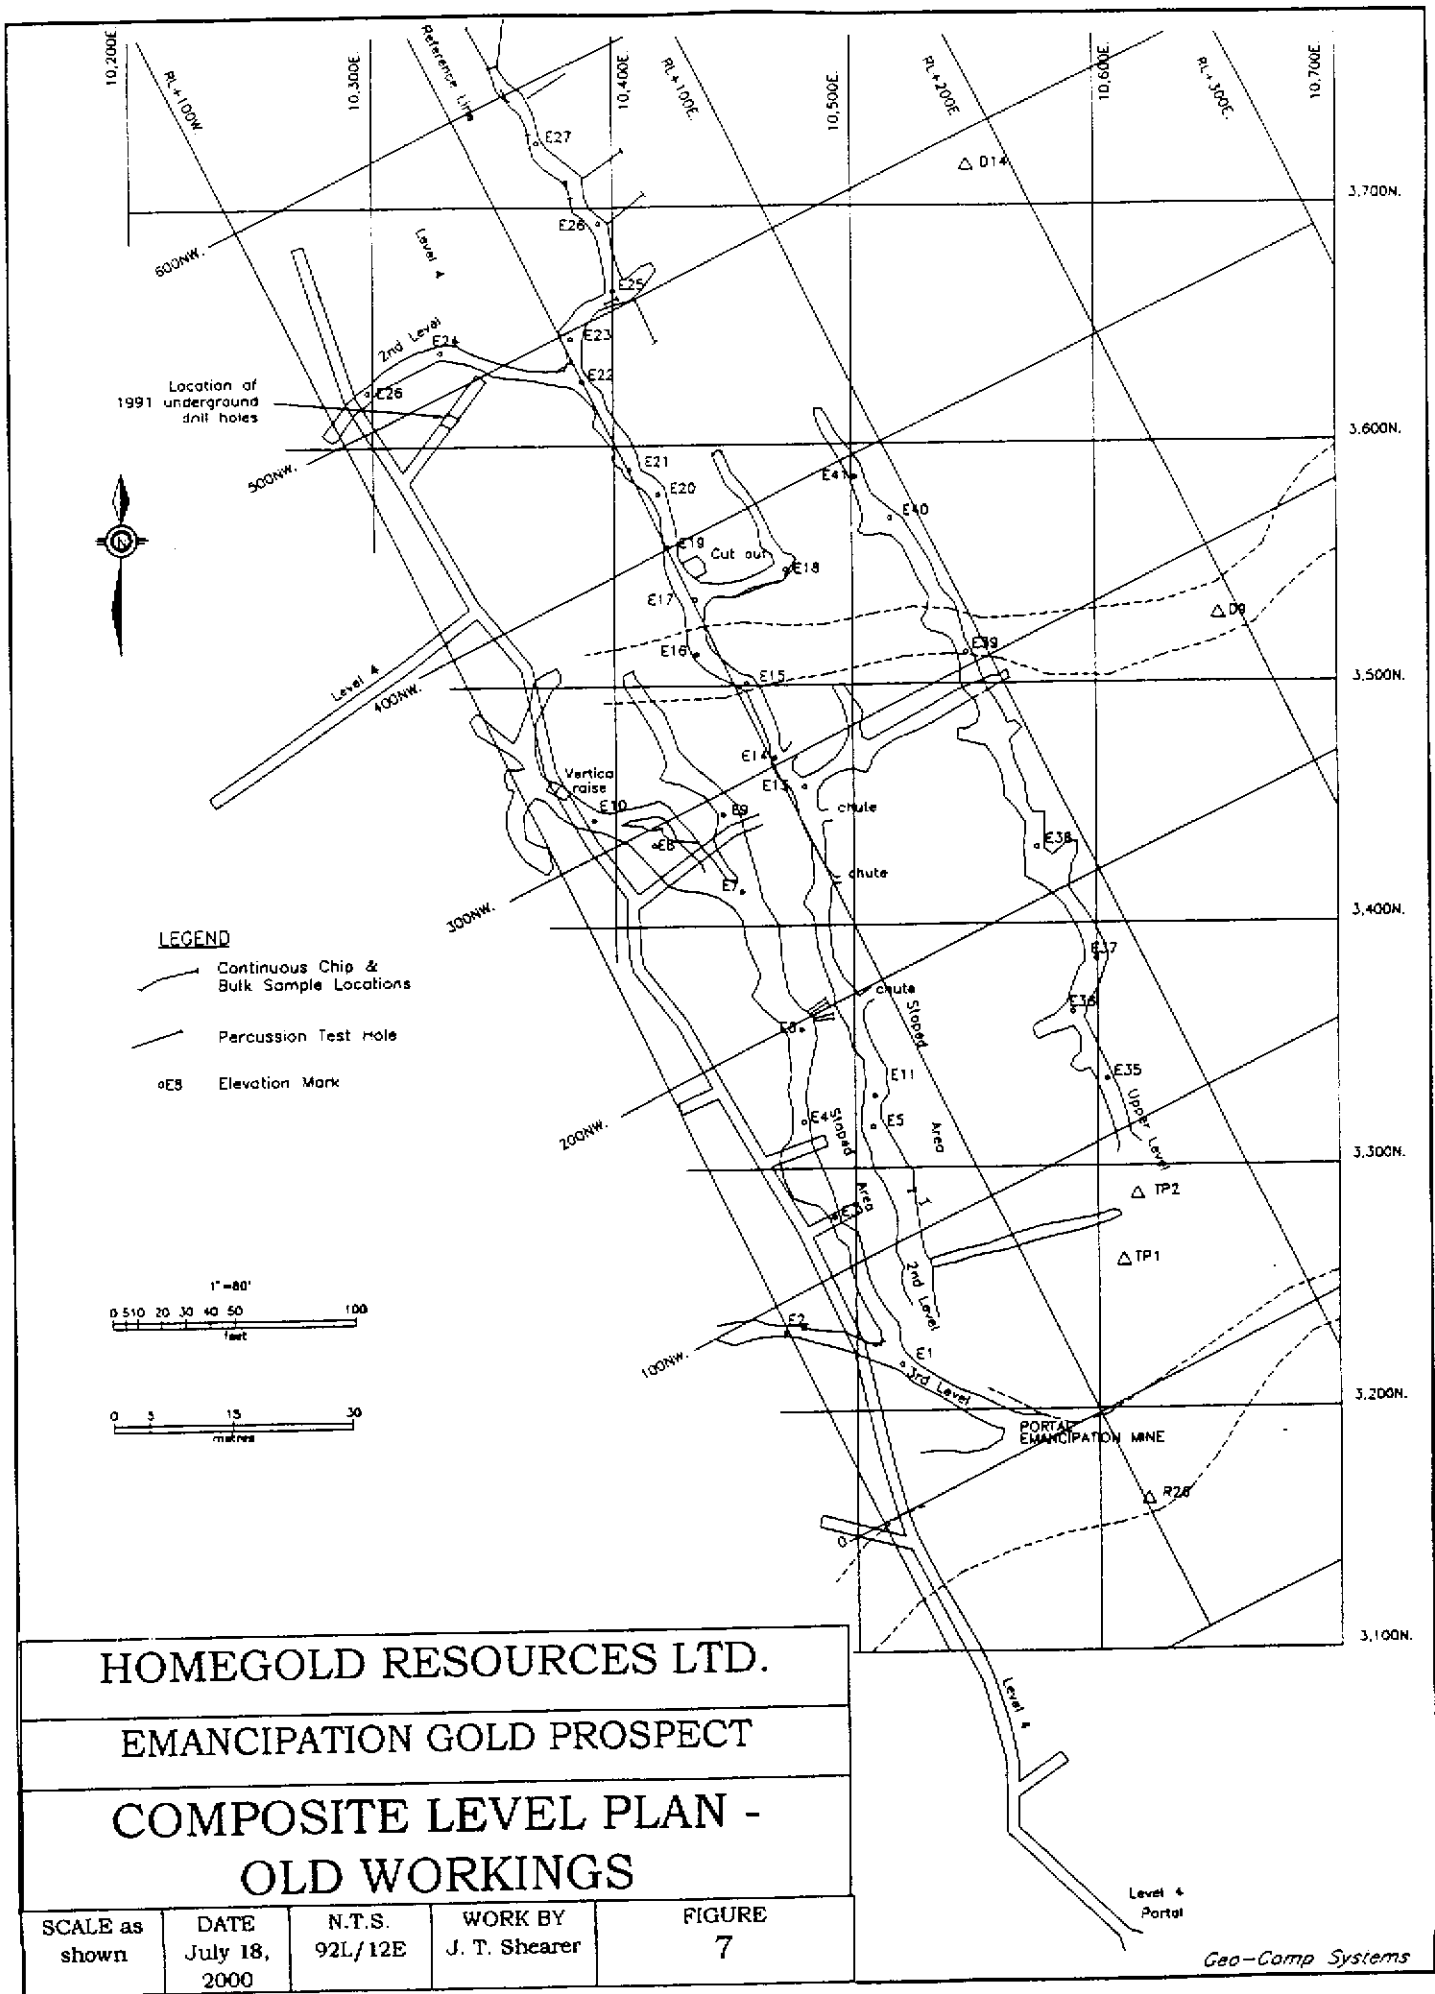 10,200E.
RL+100W
10,300E.
Reference Line
10,400E.
RL+100E.
10,500E.
RL+200E
10,600E.
RL+300E.
10,700E.
E27
D14
3,700N.
E26
Level 4
600NW.
E25
2nd Level
E24
E23
E22
E26
Location of
1991 underground
drill holes
3,600N.
500NW.
E21
E20
E41
E40
E19
Cut out
E18
E17
D9
E16
E39
E15
Level 4
400NW.
3,500N.
E14
E13
Vertica
raise
chute
E10
E9
E8
E38
chute
E7
300NW.
3,400N.
LEGEND
Continuous Chip &
Bulk Sample Locations
Percussion Test Hole
oE8 Elevation Mark
E37
chute
E36
Stoped
Area
E6
E11
E35
E4
E5
Stoped
Area
200NW.
Upper Level
3,300N.
TP2
E3
TP1
2nd Level
1"=80'
0 5 10 20 30 40 50 100
feet
E2
E1
100NW.
3rd Level
3,200N.
0 5 15 30
metres
PORTAL
EMANCIPATION MINE
R26
0
3,100N.
HOMEGOLD RESOURCES LTD.
EMANCIPATION GOLD PROSPECT
Level 4
COMPOSITE LEVEL PLAN -
OLD WORKINGS
Level 4
Portal
SCALE as
shown
DATE
July 18,
2000
N.T.S.
92L/12E
WORK BY
J. T. Shearer
FIGURE
7
Geo-Comp Systems